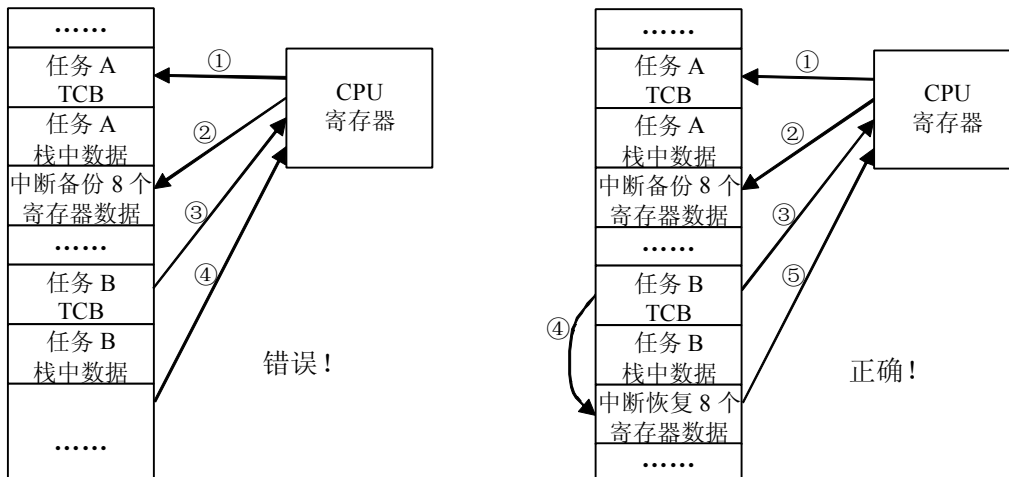 ……
任务 A
TCB
任务 A
栈中数据
中断备份 8 个
寄存器数据
……
任务 B
TCB
任务 B
栈中数据
……
CPU
寄存器
①
②
③
④
错误！
……
任务 A
TCB
任务 A
栈中数据
中断备份 8 个
寄存器数据
……
任务 B
TCB
任务 B
栈中数据
中断恢复 8 个
寄存器数据
……
CPU
寄存器
①
②
③
④
⑤
正确！